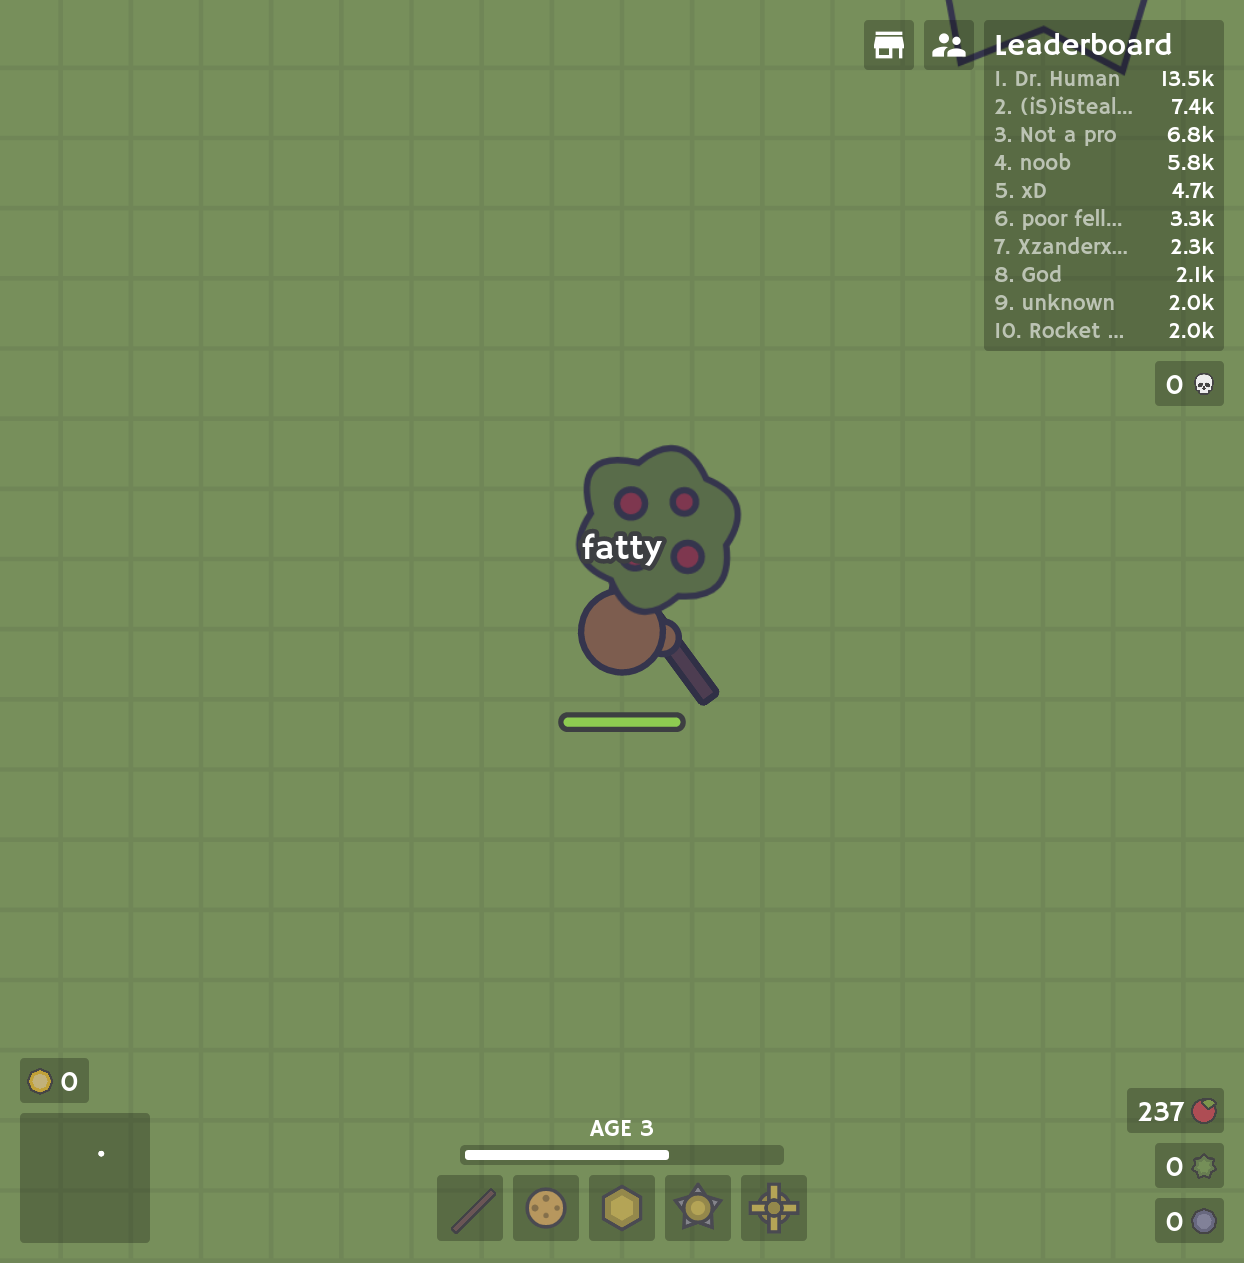 Leaderboard
1. Dr. Human 13.5k
2. (iS)iSteal... 7.4k
3. Not a pro 6.8k
4. noob 5.8k
5. xD 4.7k
6. poor fell... 3.3k
7. Xzanderx... 2.3k
8. God 2.1k
9. unknown 2.0k
10. Rocket ... 2.0k
0
fatty
0
237
AGE 3
0
0